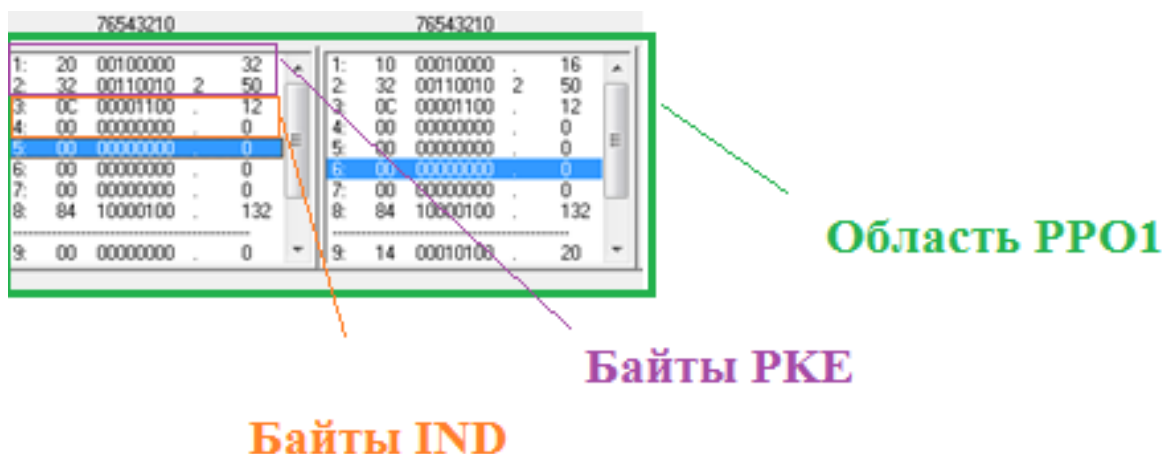 76543210 76543210
1: 20 00100000 32 1: 10 00010000 . 16
2: 32 00110010 2 50 2: 32 00110010 2 50
3: 0C 00001100 . 12 3: 0C 00001100 . 12
4: 00 00000000 . 0 4: 00 00000000 . 0
5: 00 00000000 . 0 5: 00 00000000 . 0
6: 00 00000000 . 0 6: 00 00000000 . 0
7: 00 00000000 . 0 7: 00 00000000 . 0
8: 84 10000100 . 132 8: 84 10000100 . 132
9: 00 00000000 . 0 9: 14 00010100 . 20
Область PPO1
Байты PKE
Байты IND